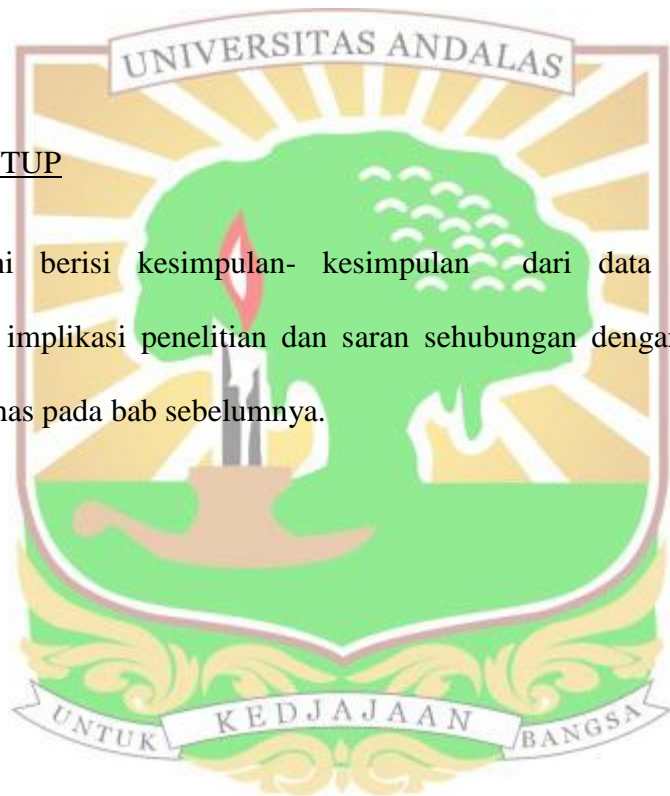 UNIVERSITAS ANDALAS
TUP
ni berisi kesimpulan- kesimpulan dari data
implikasi penelitian dan saran sehubungan dengan
has pada bab sebelumnya.
UNTUK KEDJAJAAN BANGSA